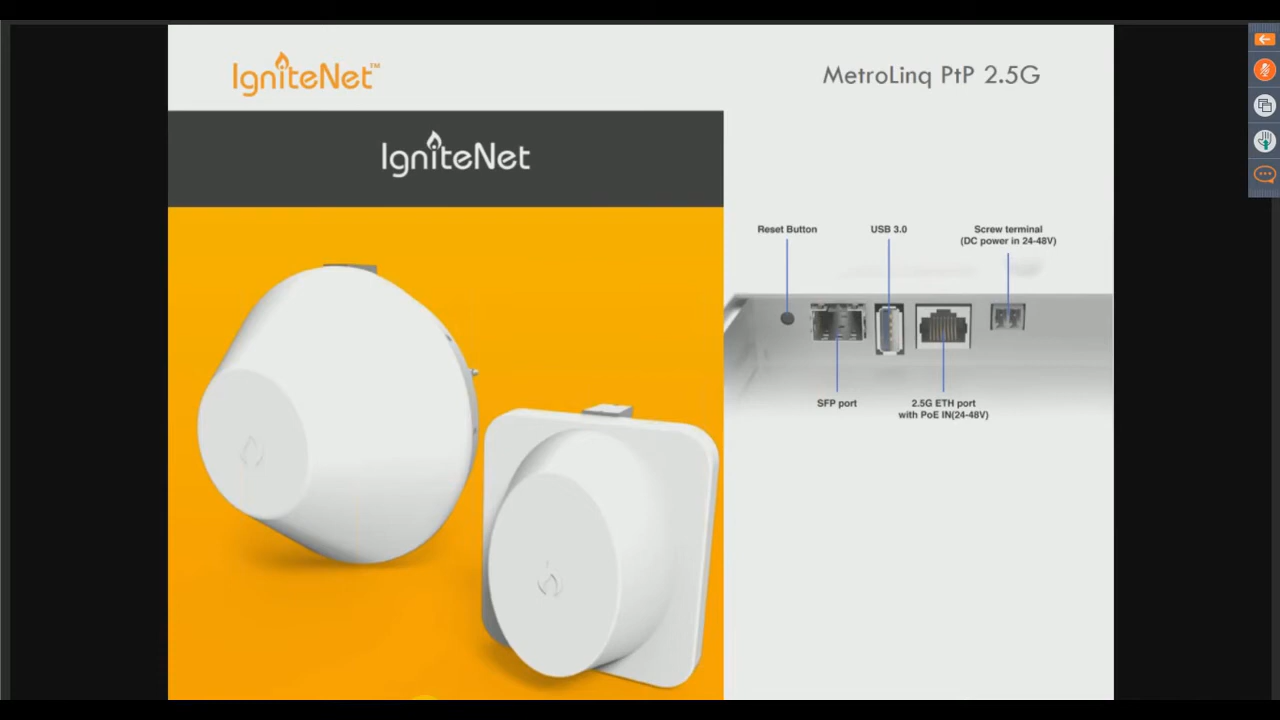 IgniteNet™
MetroLinq PtP 2.5G
IgniteNet
Reset Button
USB 3.0
Screw terminal
(DC power in 24-48V)
SFP port
2.5G ETH port
with PoE IN(24-48V)